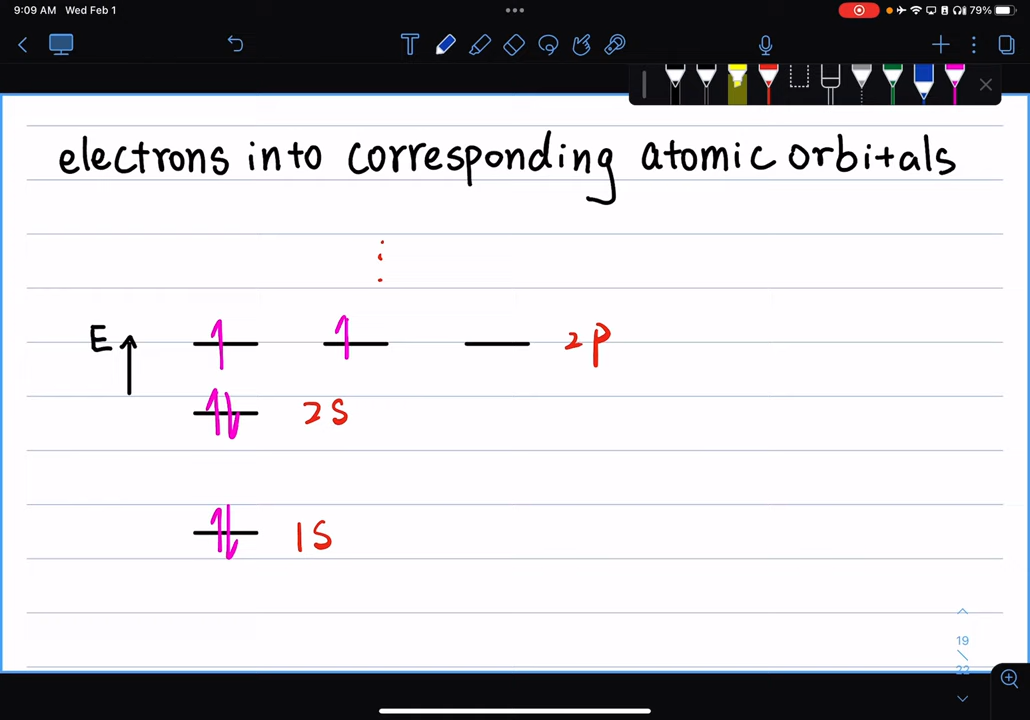 9:09 AM Wed Feb 1
79%
electrons into corresponding atomic orbitals
E
2p
2s
1s
19
22